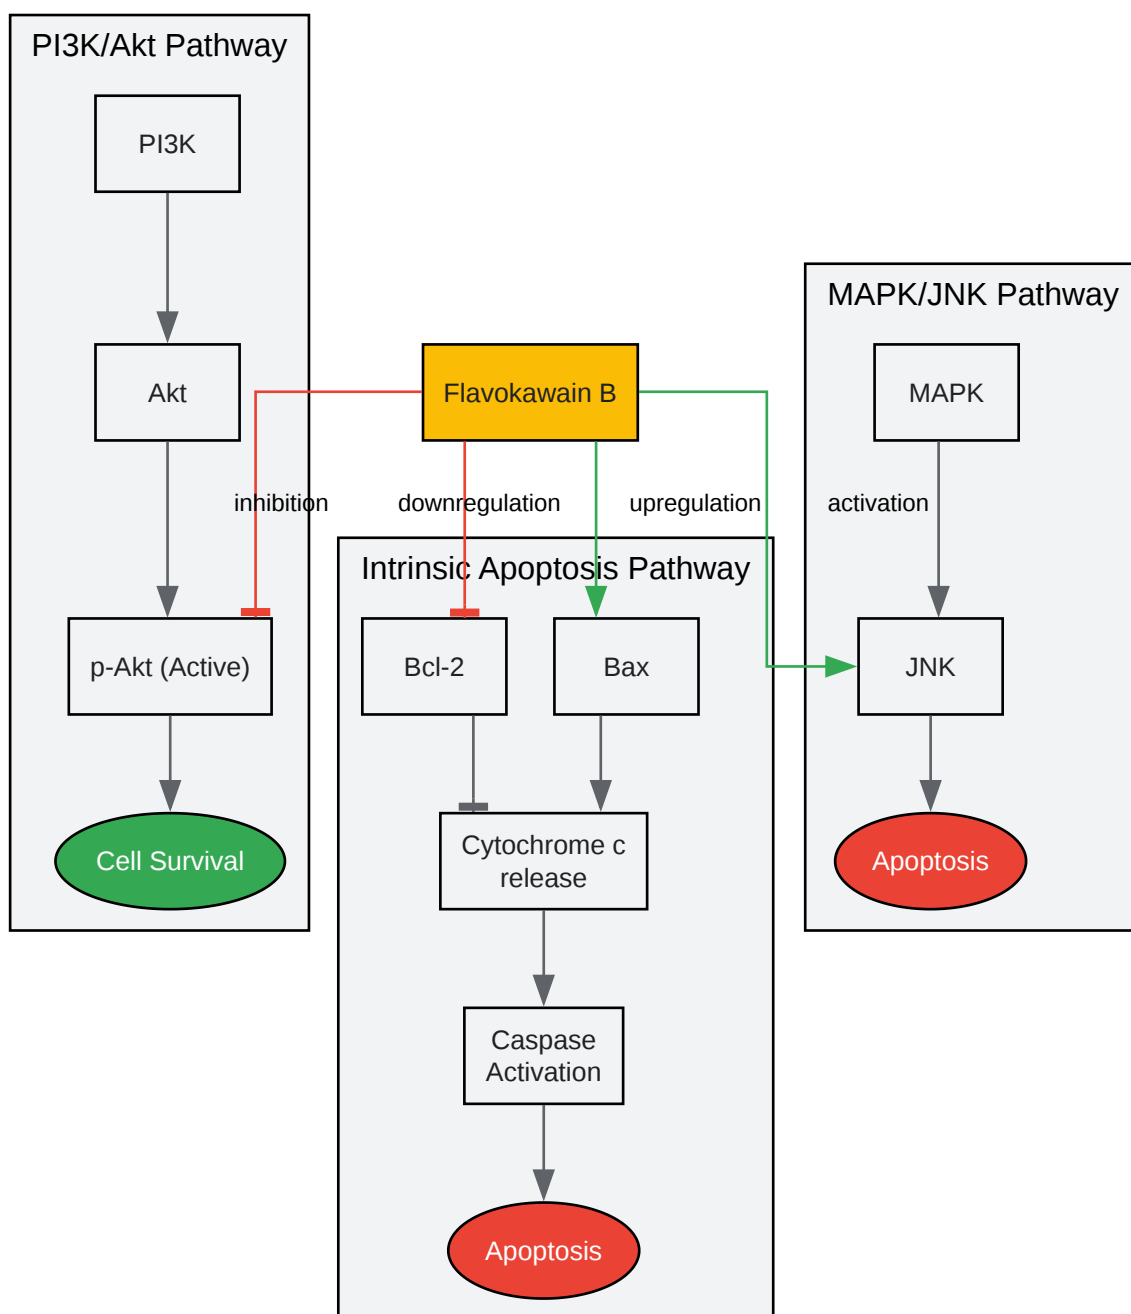 PI3K/Akt Pathway
PI3K
MAPK/JNK Pathway
Akt
Flavokawain B
MAPK
inhibition
downregulation
upregulation
activation
Intrinsic Apoptosis Pathway
p-Akt (Active)
Bcl-2
Bax
JNK
Cell Survival
Cytochrome c
release
Apoptosis
Caspase
Activation
Apoptosis